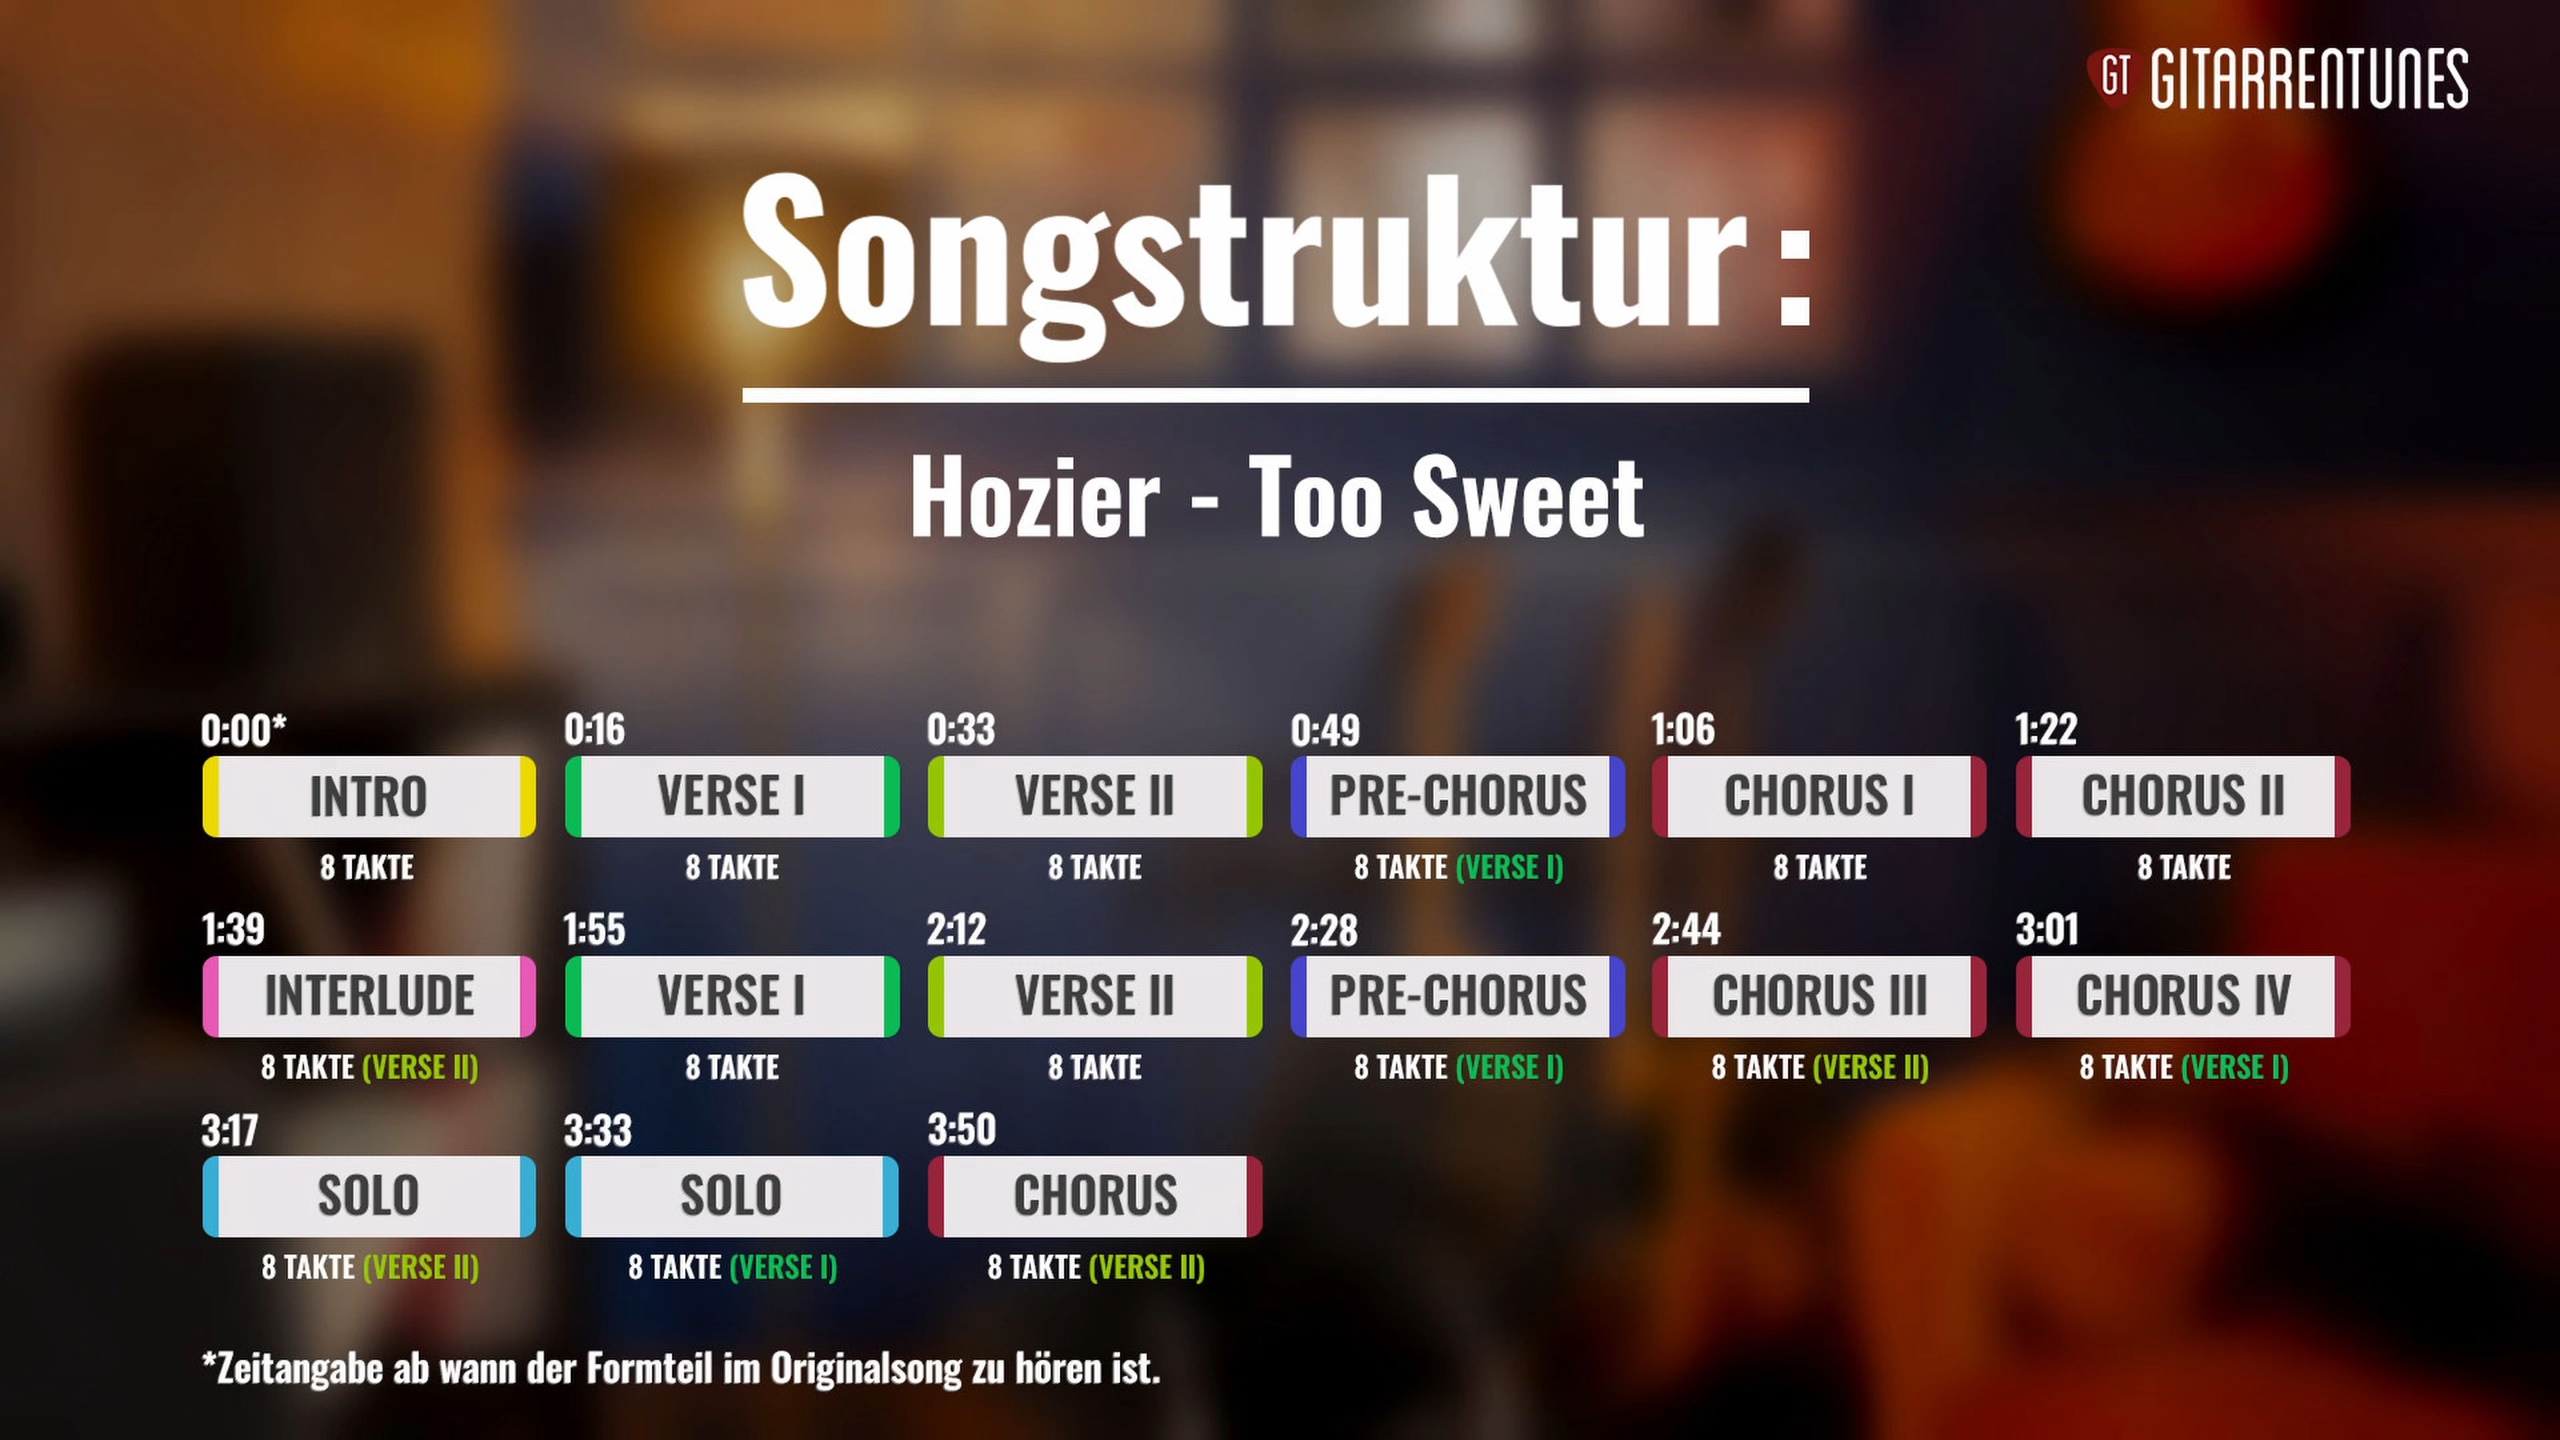 GT GITARRENTUNES
Songstruktur:
Hozier - Too Sweet
0:00* 0:16 0:33 0:49 1:06 1:22
INTRO VERSE I VERSE II PRE-CHORUS CHORUS I CHORUS II
8 TAKTE 8 TAKTE 8 TAKTE 8 TAKTE (VERSE I) 8 TAKTE 8 TAKTE
1:39 1:55 2:12 2:28 2:44 3:01
INTERLUDE VERSE I VERSE II PRE-CHORUS CHORUS III CHORUS IV
8 TAKTE (VERSE II) 8 TAKTE 8 TAKTE 8 TAKTE (VERSE I) 8 TAKTE (VERSE II) 8 TAKTE (VERSE I)
3:17 3:33 3:50
SOLO SOLO CHORUS
8 TAKTE (VERSE II) 8 TAKTE (VERSE I) 8 TAKTE (VERSE II)
*Zeitangabe ab wann der Formteil im Originalsong zu hören ist.